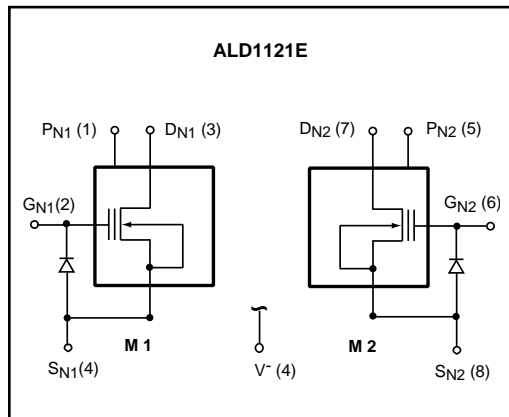 ALD1121E
PN1 (1) DN1 (3) DN2 (7) PN2 (5)
GN1(2) GN2 (6)
M 1 M 2
SN1(4) V- (4) SN2 (8)